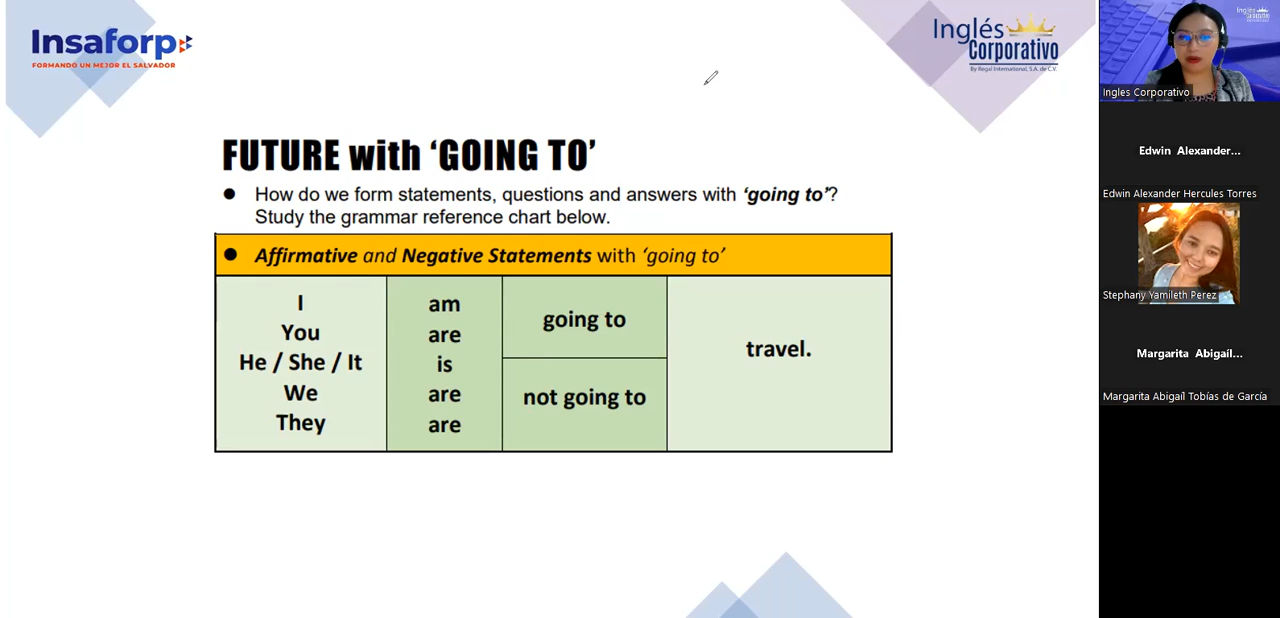 Insaforp
FORMANDO UN MEJOR EL SALVADOR
Inglés
Corporativo
By Regal International, S.A. de C.V.
FUTURE with ‘GOING TO’
● How do we form statements, questions and answers with ‘going to’?
Study the grammar reference chart below.
● Affirmative and Negative Statements with ‘going to’
I
You
He / She / It
We
They
am
are
is
are
are
going to
not going to
travel.
Inglés
Ingles Corporativo
Edwin Alexander...
Edwin Alexander Hercules Torres
Stephany Yamileth Perez
Margarita Abigaíl...
Margarita Abigaíl Tobías de García